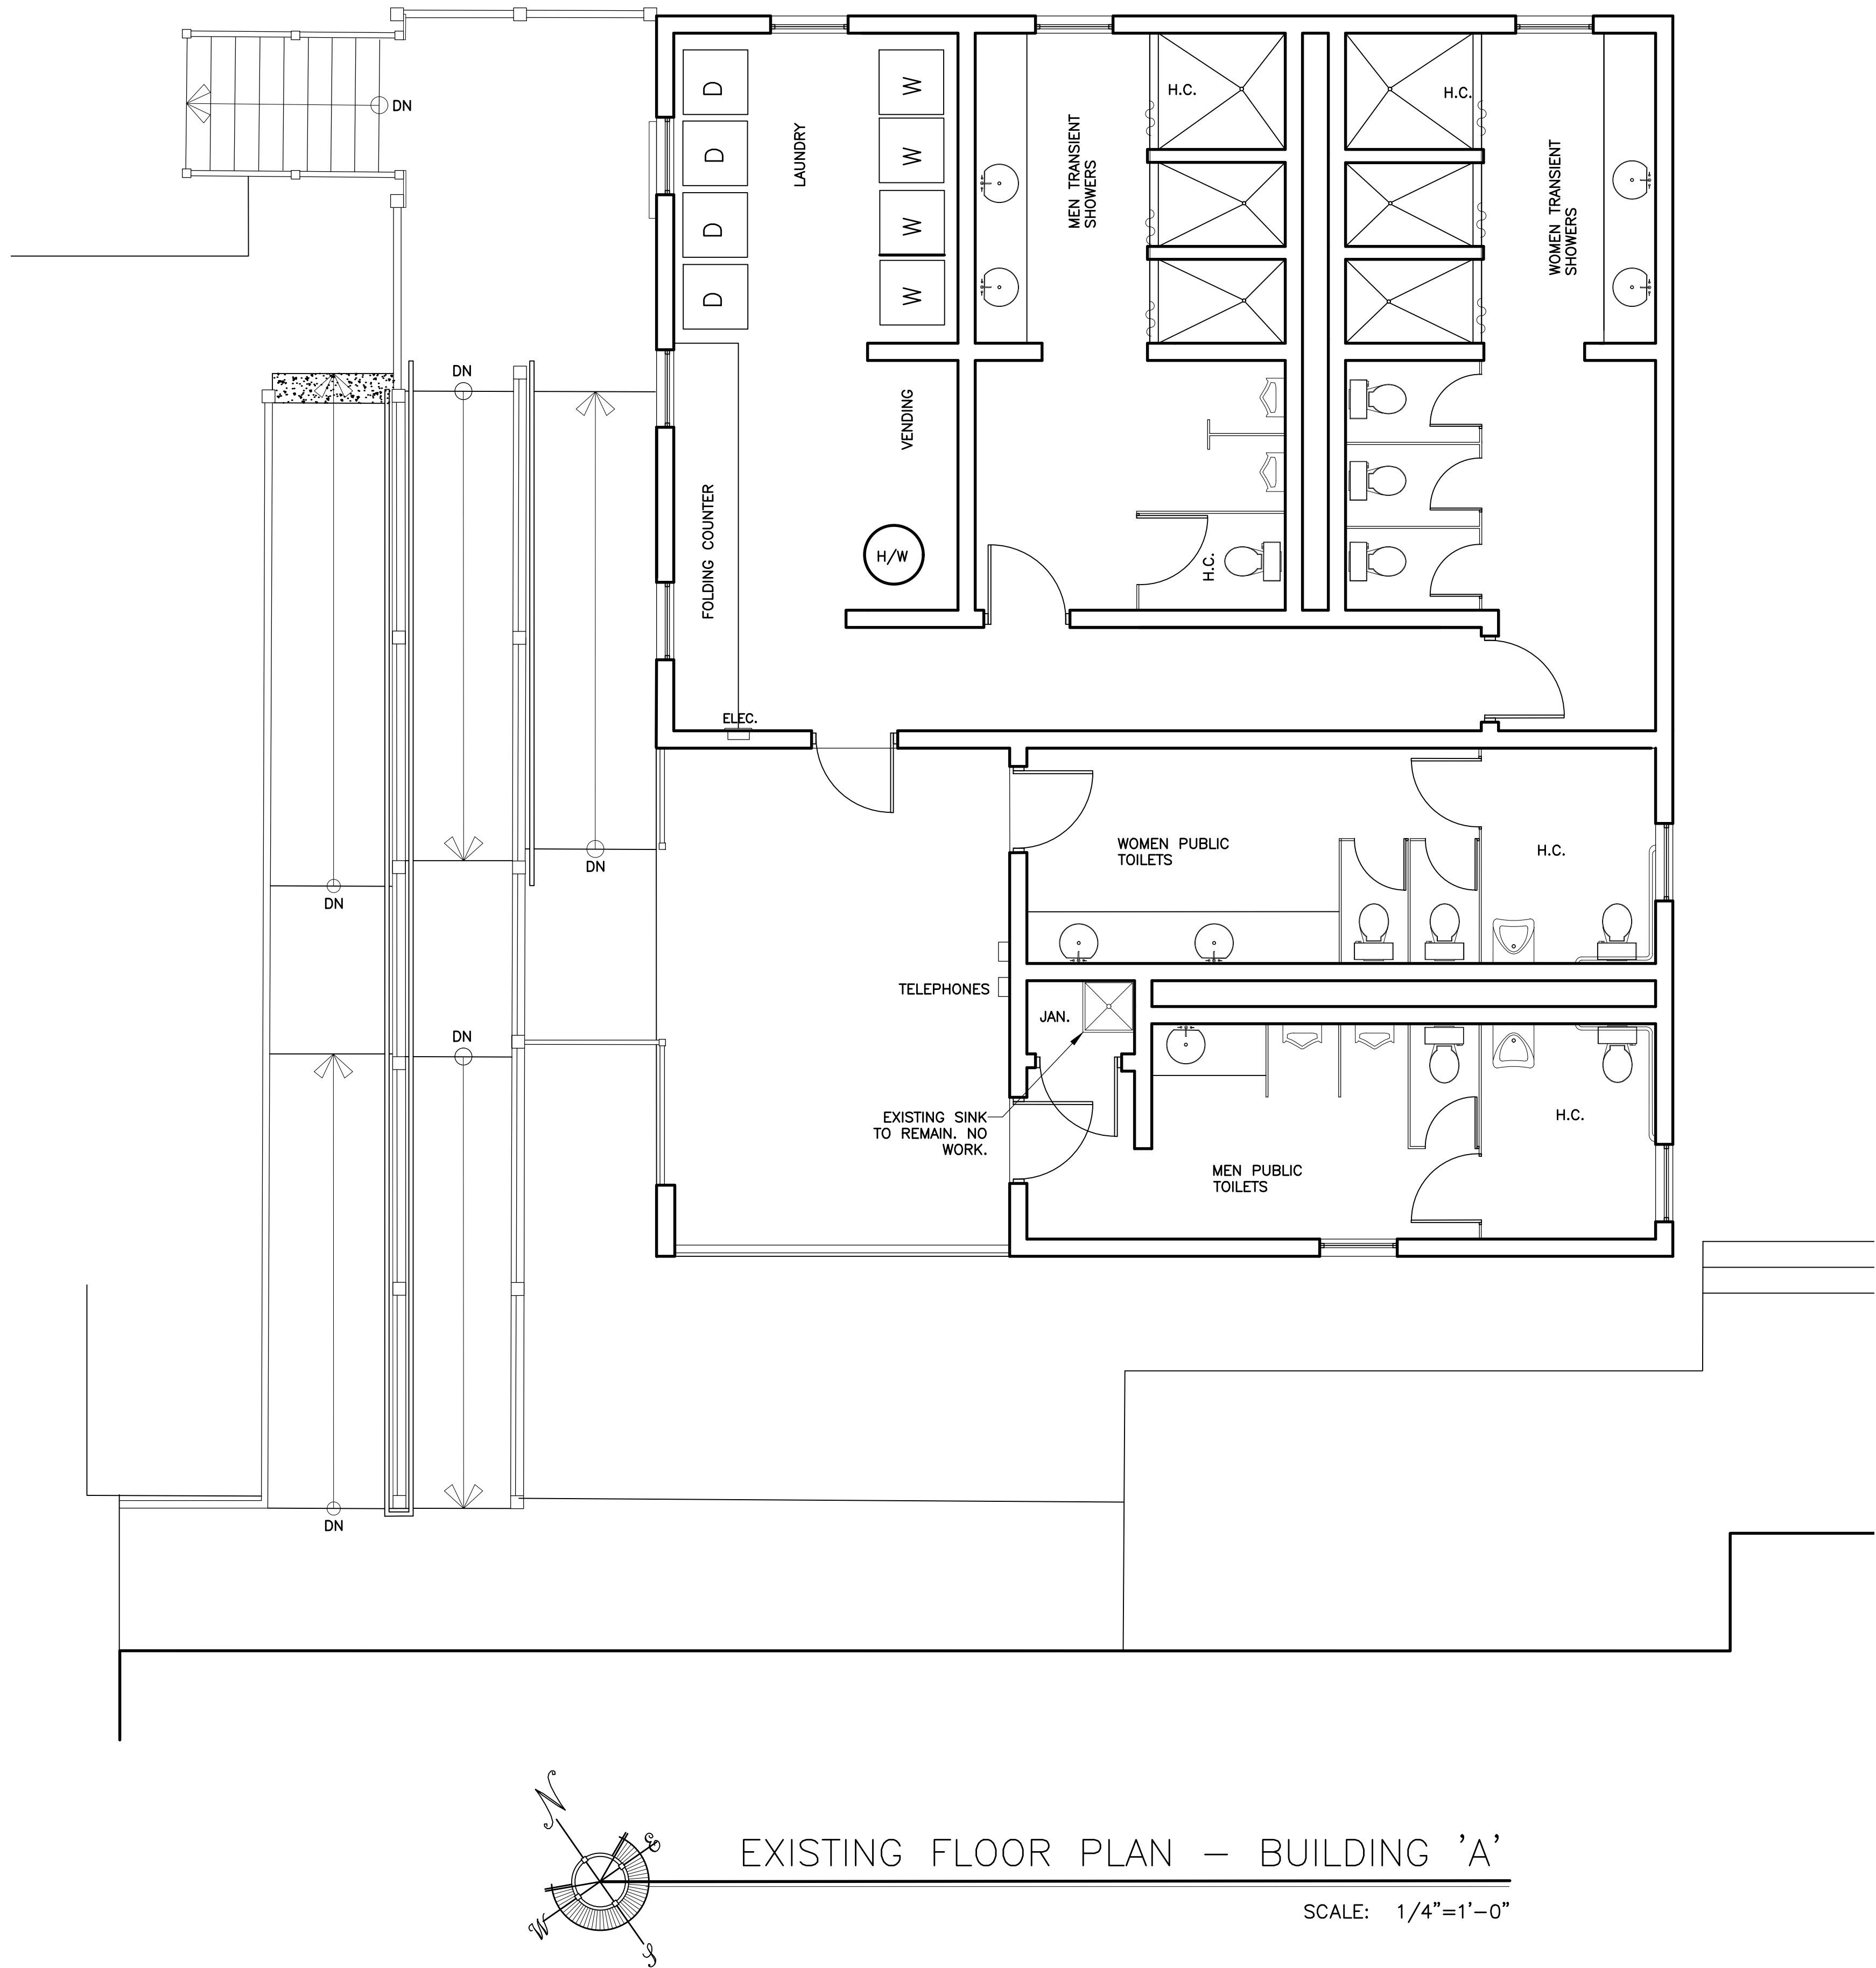 DN
D
D
D
D
LAUNDRY
W
W
W
W
MEN TRANSIENT
SHOWERS
H.C.
H.C.
WOMEN TRANSIENT
SHOWERS
DN
VENDING
FOLDING COUNTER
H/W
H.C.
ELEC.
DN
DN
WOMEN PUBLIC
TOILETS
H.C.
TELEPHONES
JAN.
DN
EXISTING SINK
TO REMAIN. NO
WORK.
H.C.
MEN PUBLIC
TOILETS
DN
N
E
W
S
EXISTING FLOOR PLAN - BUILDING 'A'
SCALE: 1/4"=1'-0"